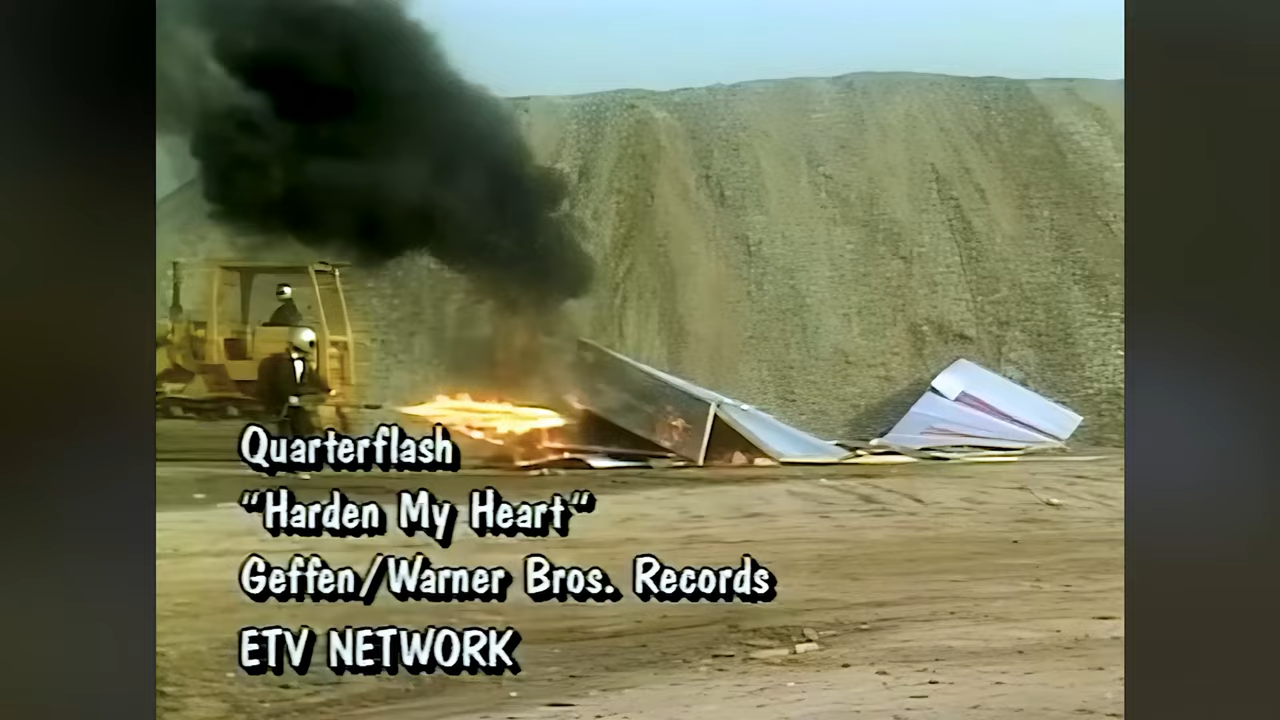 Quarterflash
“Harden My Heart“
Geffen/Warner Bros. Records
ETV NETWORK